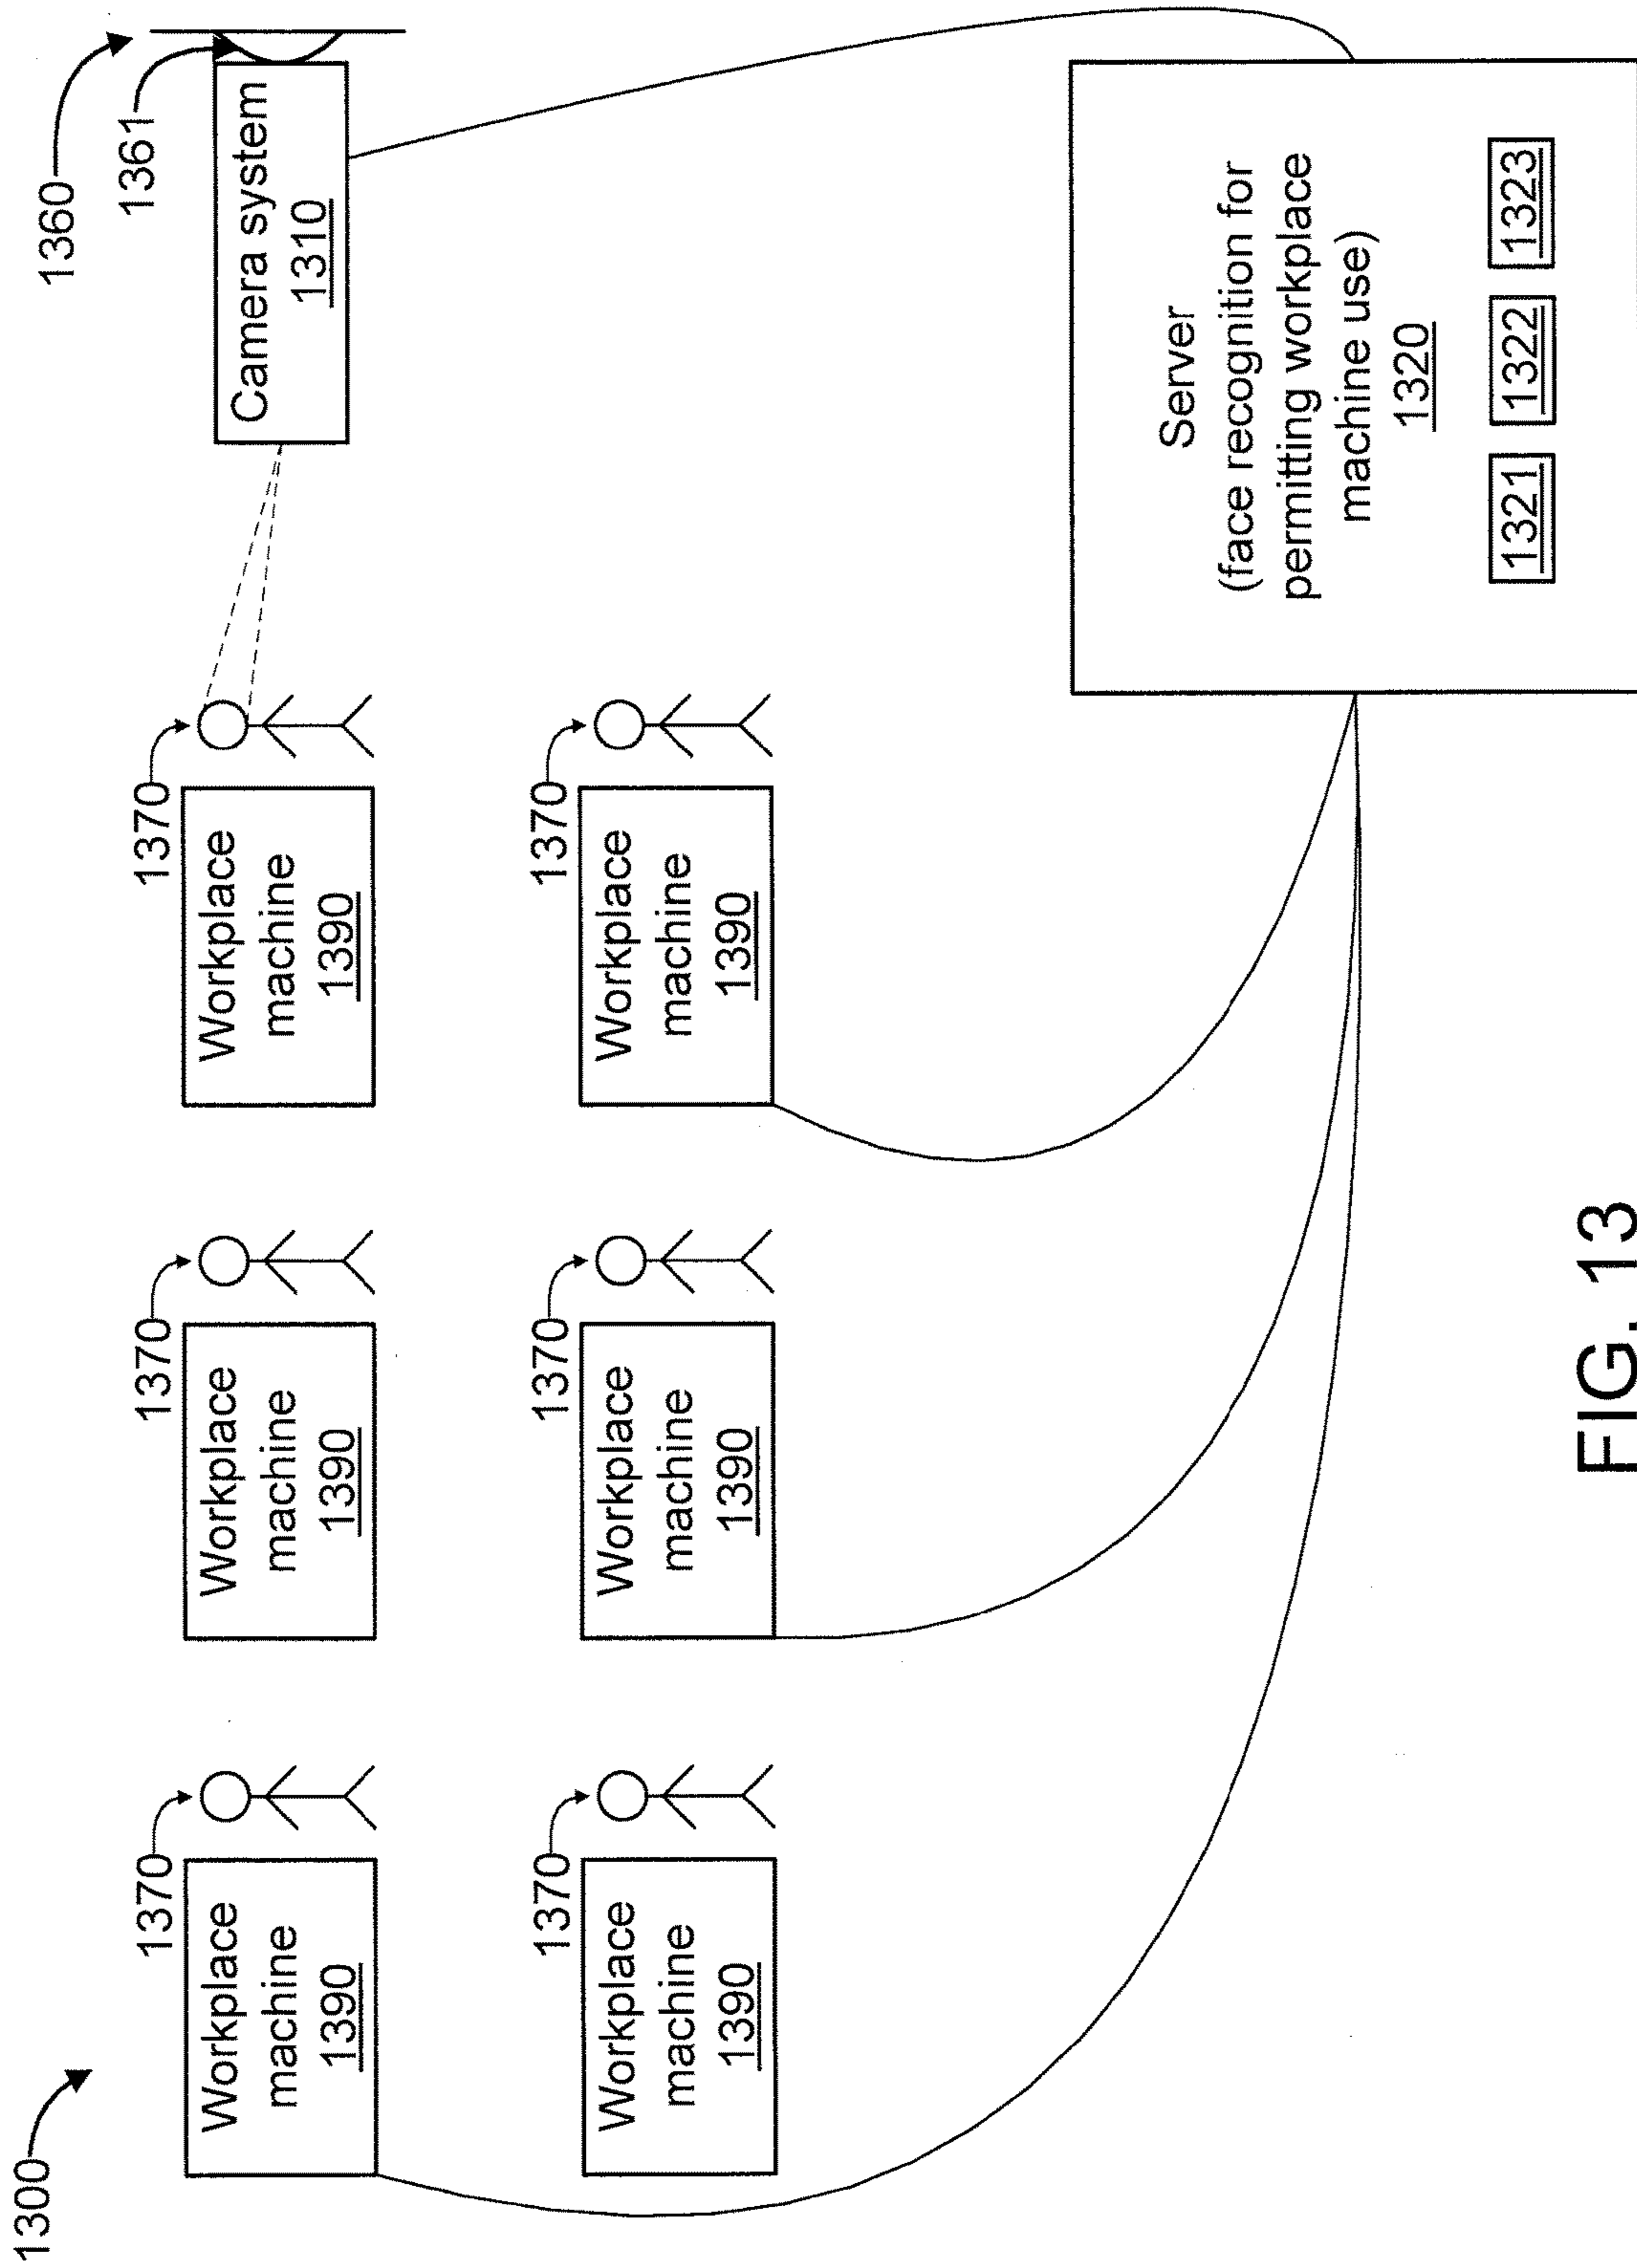 1300
1360
1361
1370
1370
1370
Workplace
machine
1390
Workplace
machine
1390
Workplace
machine
1390
Camera system
1310
1370
1370
1370
Workplace
machine
1390
Workplace
machine
1390
Workplace
machine
1390
Server
(face recognition for
permitting workplace
machine use)
1320
1321 1322 1323
FIG. 13